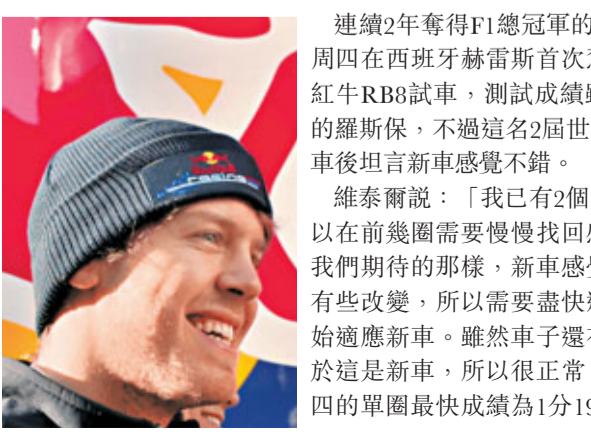 Red Bull
racing
連續2年奪得F1總冠軍的
周四在西班牙赫雷斯首次
紅牛RB8試車，測試成績
的羅斯保，不過這名2屆世
車後坦言新車感覺不錯。
維泰爾説：「我已有2個
以在前幾圈需要慢慢找回
我們期待的那樣，新車感
有些改變，所以需要盡快
始適應新車。雖然車子還
於這是新車，所以很正常
四的單圈最快成績為1分19